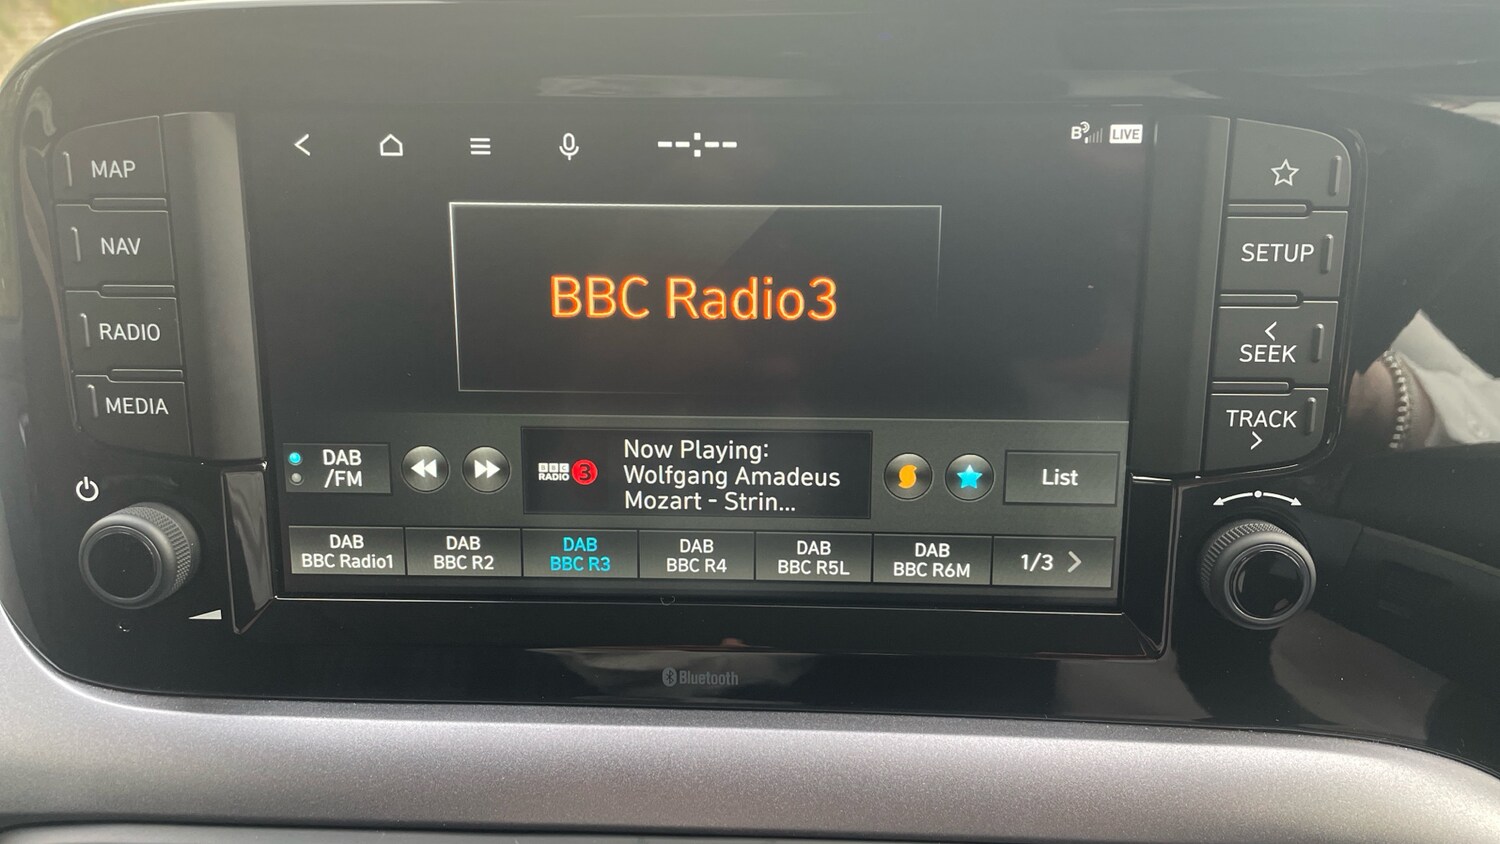 MAP
NAV
RADIO
MEDIA
--:--
B
LIVE
BBC Radio3
DAB
/FM
BBC
RADIO 3
Now Playing:
Wolfgang Amadeus
Mozart - Strin...
List
DAB
BBC Radio1
DAB
BBC R2
DAB
BBC R3
DAB
BBC R4
DAB
BBC R5L
DAB
BBC R6M
1/3 >
SETUP
<
SEEK
TRACK
>
Bluetooth